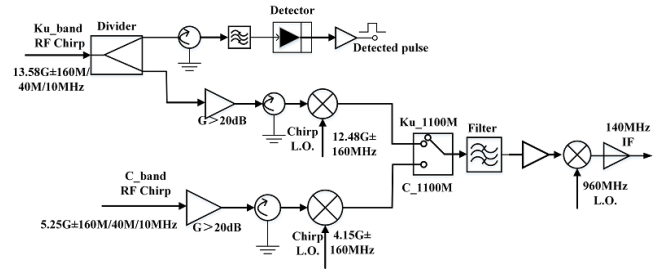 Ku_band
RF Chirp
Divider
Detector
Detected pulse
13.58G±160M/
40M/10MHz
G＞20dB
Chirp
L.O.
12.48G±
160MHz
Ku_1100M
C_1100M
Filter
140MHz
IF
960MHz
L.O.
C_band
RF Chirp
5.25G±160M/40M/10MHz
G＞20dB
Chirp
L.O.
4.15G±
160MHz